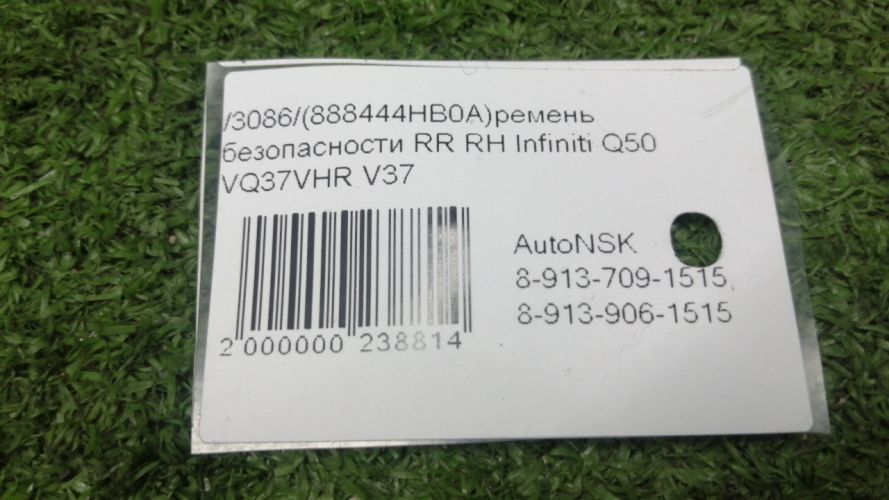 /3086/(888444HB0A)ремень
безопасности RR RH Infiniti Q50
VQ37VHR V37
AutoNSK
8-913-709-1515,
8-913-906-1515
2 000000 238814